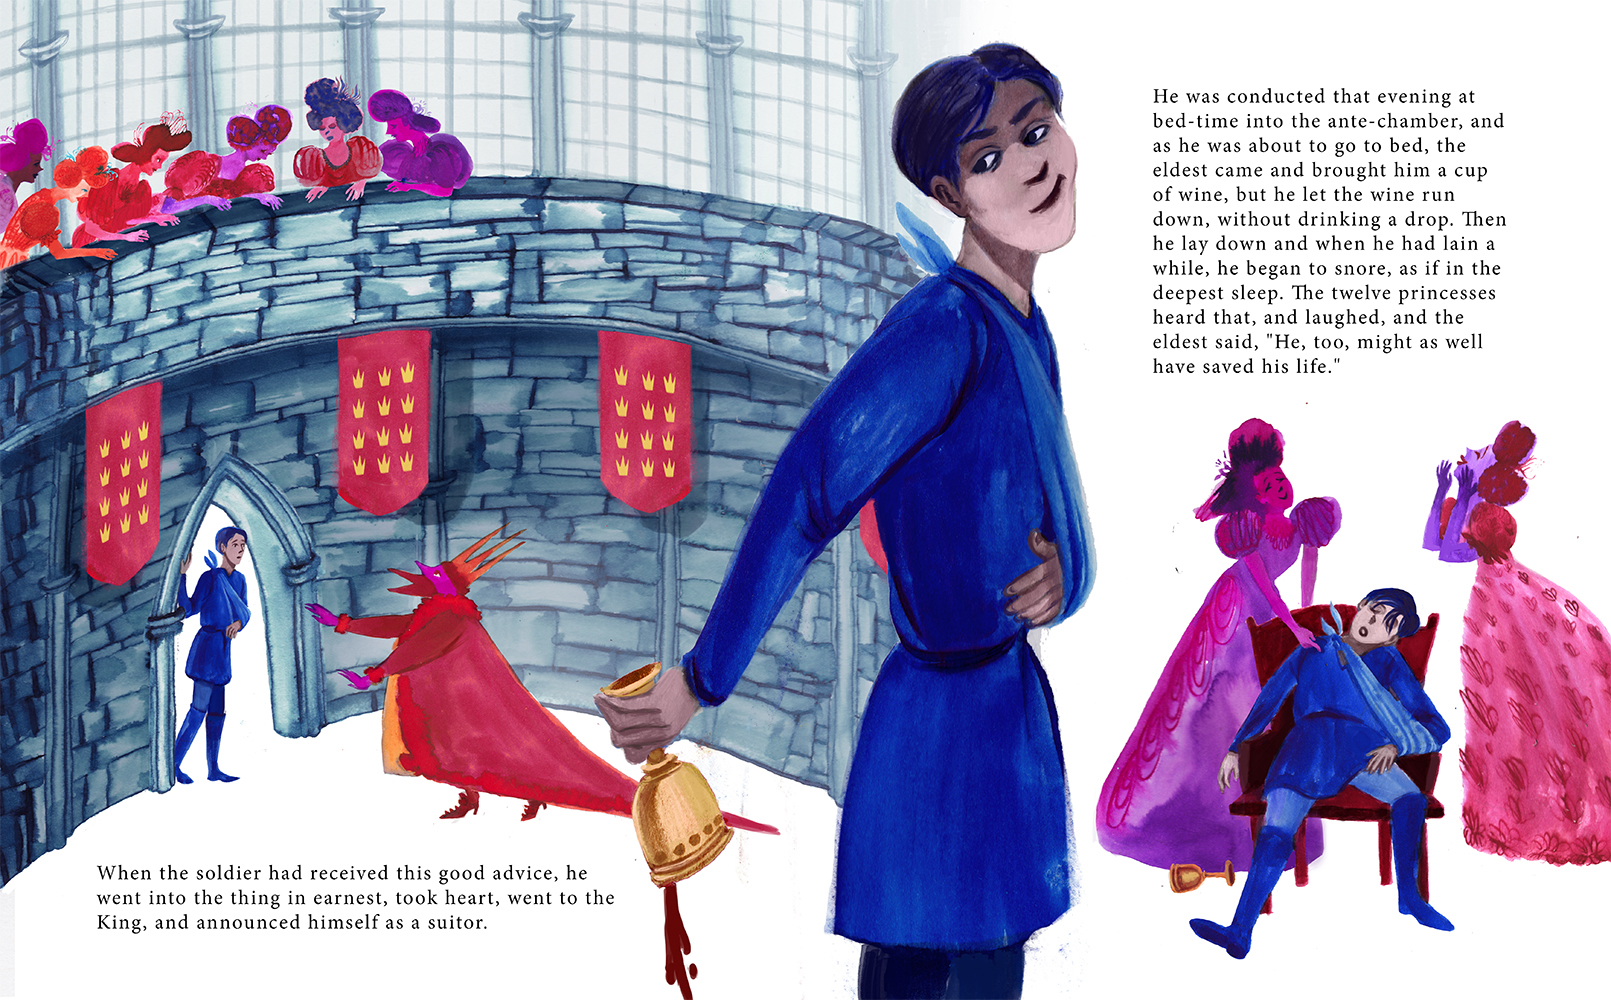 When the soldier had received this good advice, he
went into the thing in earnest, took heart, went to the
King, and announced himself as a suitor.
He was conducted that evening at
bed-time into the ante-chamber, and
as he was about to go to bed, the
eldest came and brought him a cup
of wine, but he let the wine run
down, without drinking a drop. Then
he lay down and when he had lain a
while, he began to snore, as if in the
deepest sleep. The twelve princesses
heard that, and laughed, and the
eldest said, "He, too, might as well
have saved his life."